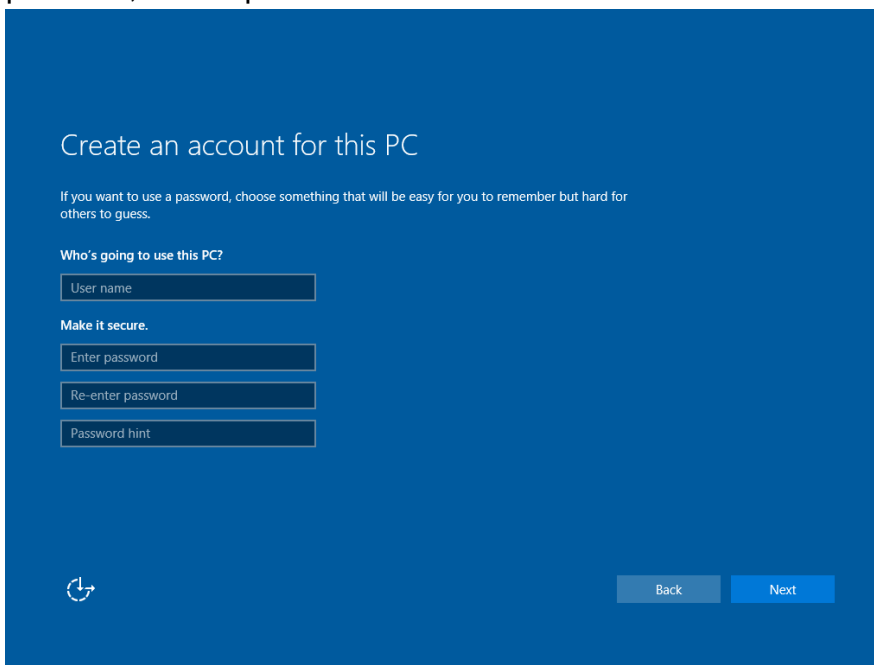 Create an account for this PC
If you want to use a password, choose something that will be easy for you to remember but hard for
others to guess.
Who's going to use this PC?
User name
Make it secure.
Enter password
Re-enter password
Password hint
Back
Next